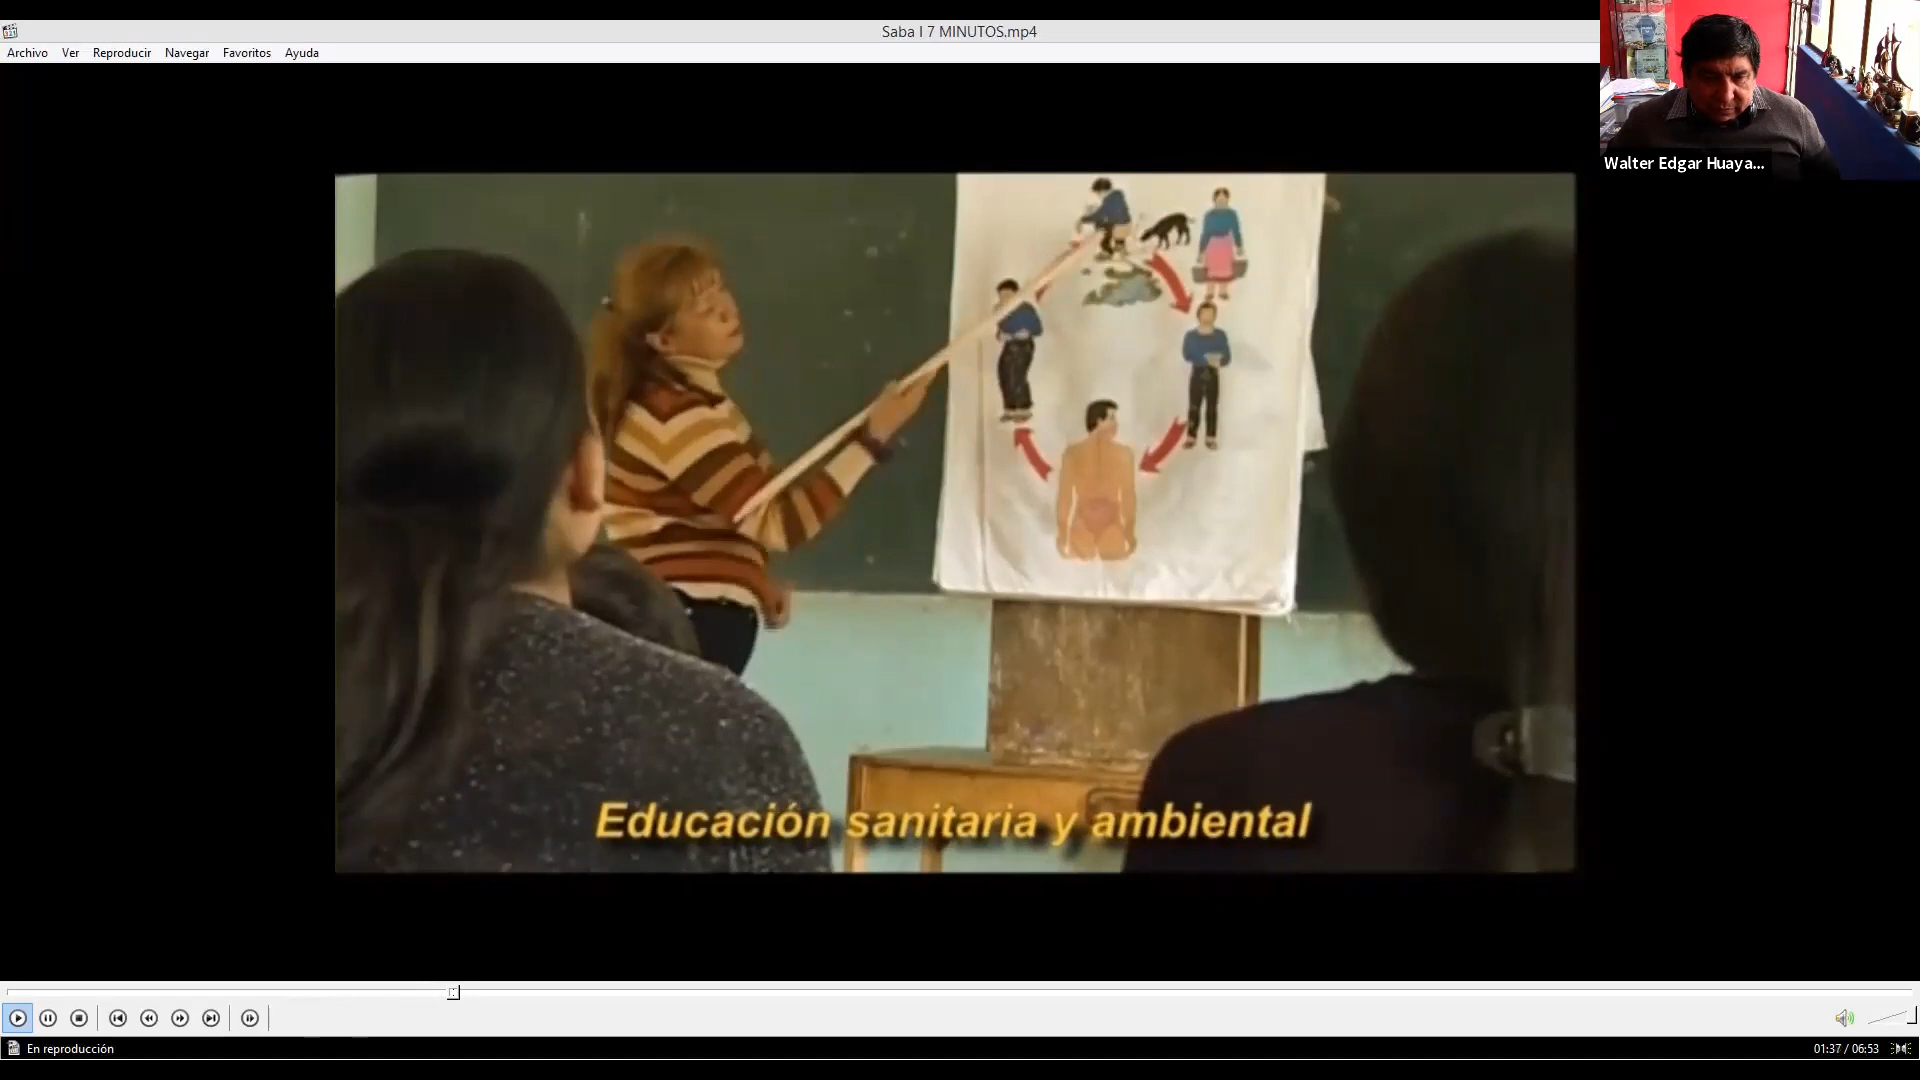 Saba I 7 MINUTOS.mp4
Archivo Ver Reproducir Navegar Favoritos Ayuda
Walter Edgar Huaya...
Educación sanitaria y ambiental
En reproducción
01:37 / 06:53